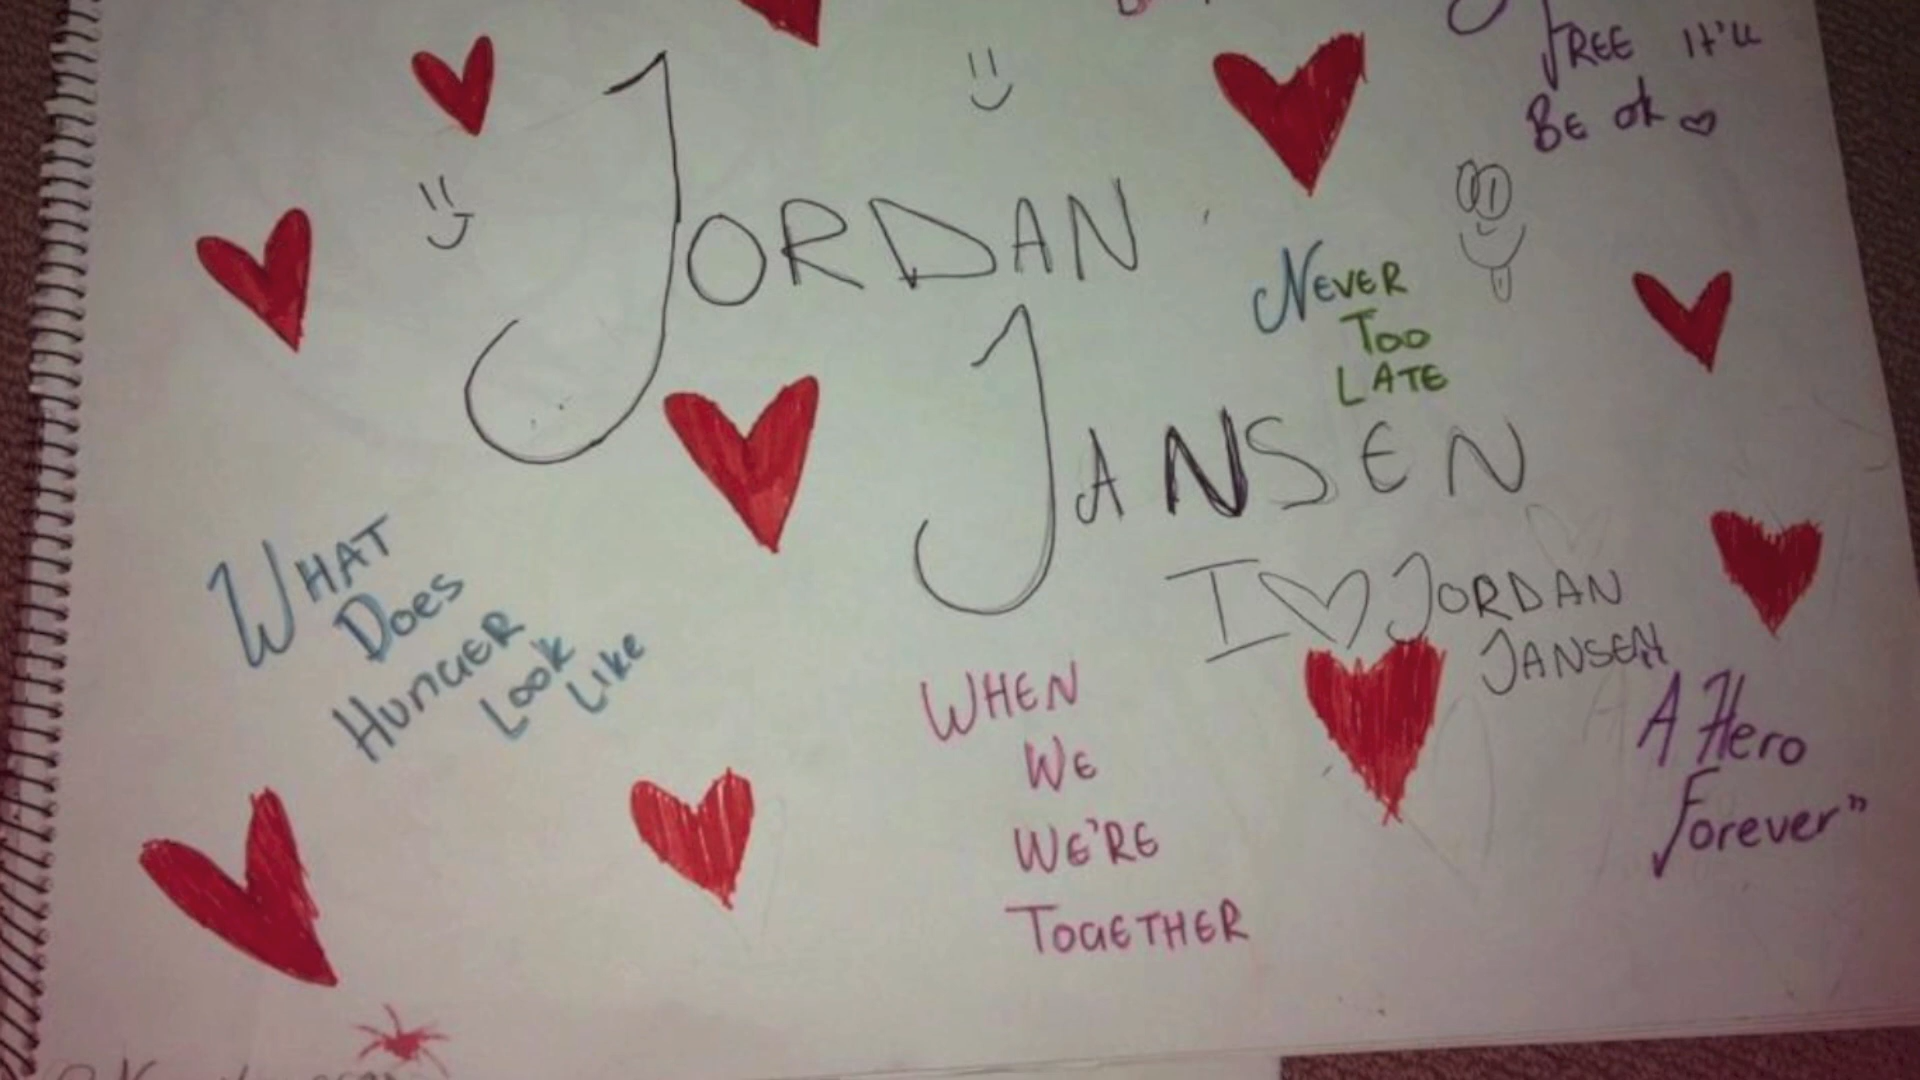 FREE It'll
BE Ok
JORDAN
NEVER
Too
LATE
JANSEN
WHAT
Does
HUNGER
Look
Like
I ♡ JORDAN
JANSEN
WHEN
WE
WE'RE
TOGETHER
"A Hero
Forever"